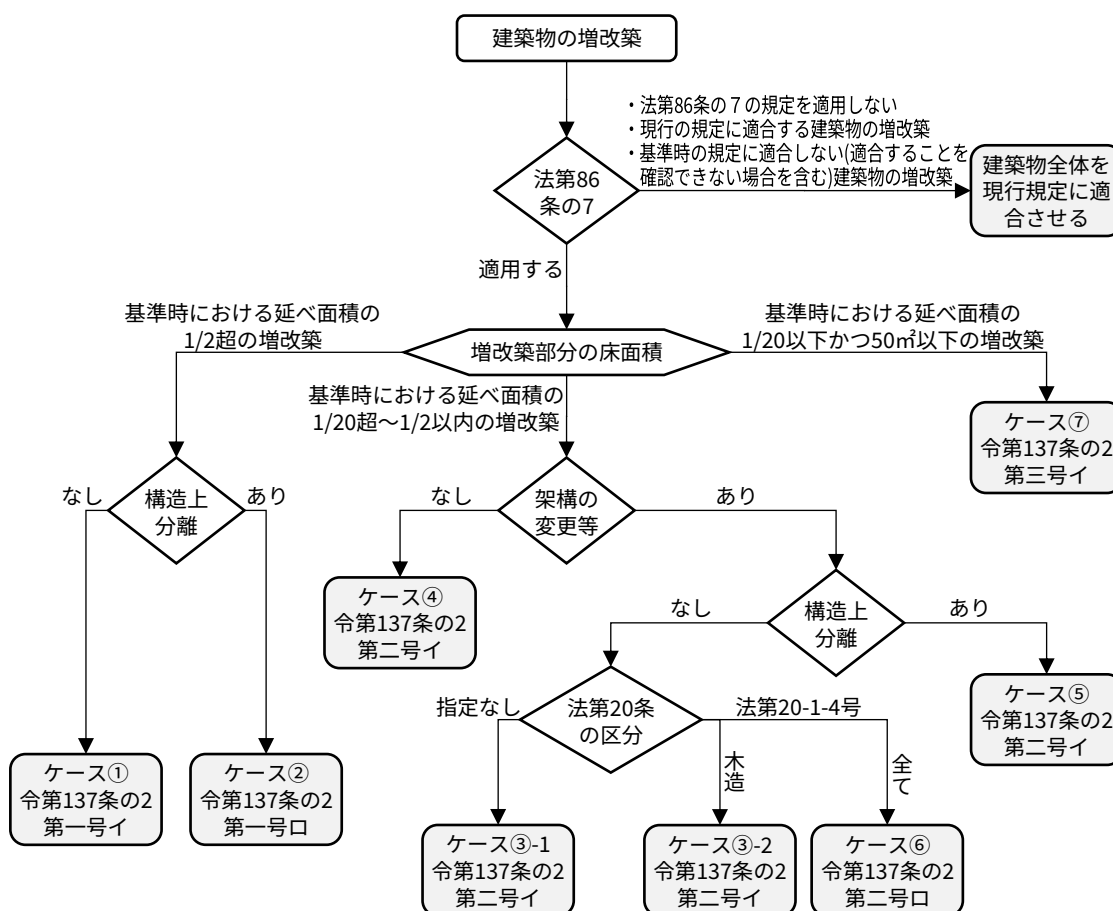 建築物の増改築
・法第86条の７の規定を適用しない
・現行の規定に適合する建築物の増改築
・基準時の規定に適合しない(適合することを
確認できない場合を含む)建築物の増改築
法第86
条の7
建築物全体を
現行規定に適
合させる
適用する
基準時における延べ面積の
1/2超の増改築
増改築部分の床面積
基準時における延べ面積の
1/20以下かつ50㎡以下の増改築
基準時における延べ面積の
1/20超～1/2以内の増改築
ケース⑦
令第137条の2
第三号イ
なし
構造上
分離
あり
なし
架構の
変更等
あり
ケース④
令第137条の2
第二号イ
なし
構造上
分離
あり
ケース⑤
令第137条の2
第二号イ
指定なし
法第20条
の区分
法第20-1-4号
木造
全て
ケース①
令第137条の2
第一号イ
ケース②
令第137条の2
第一号ロ
ケース③-1
令第137条の2
第二号イ
ケース③-2
令第137条の2
第二号イ
ケース⑥
令第137条の2
第二号ロ